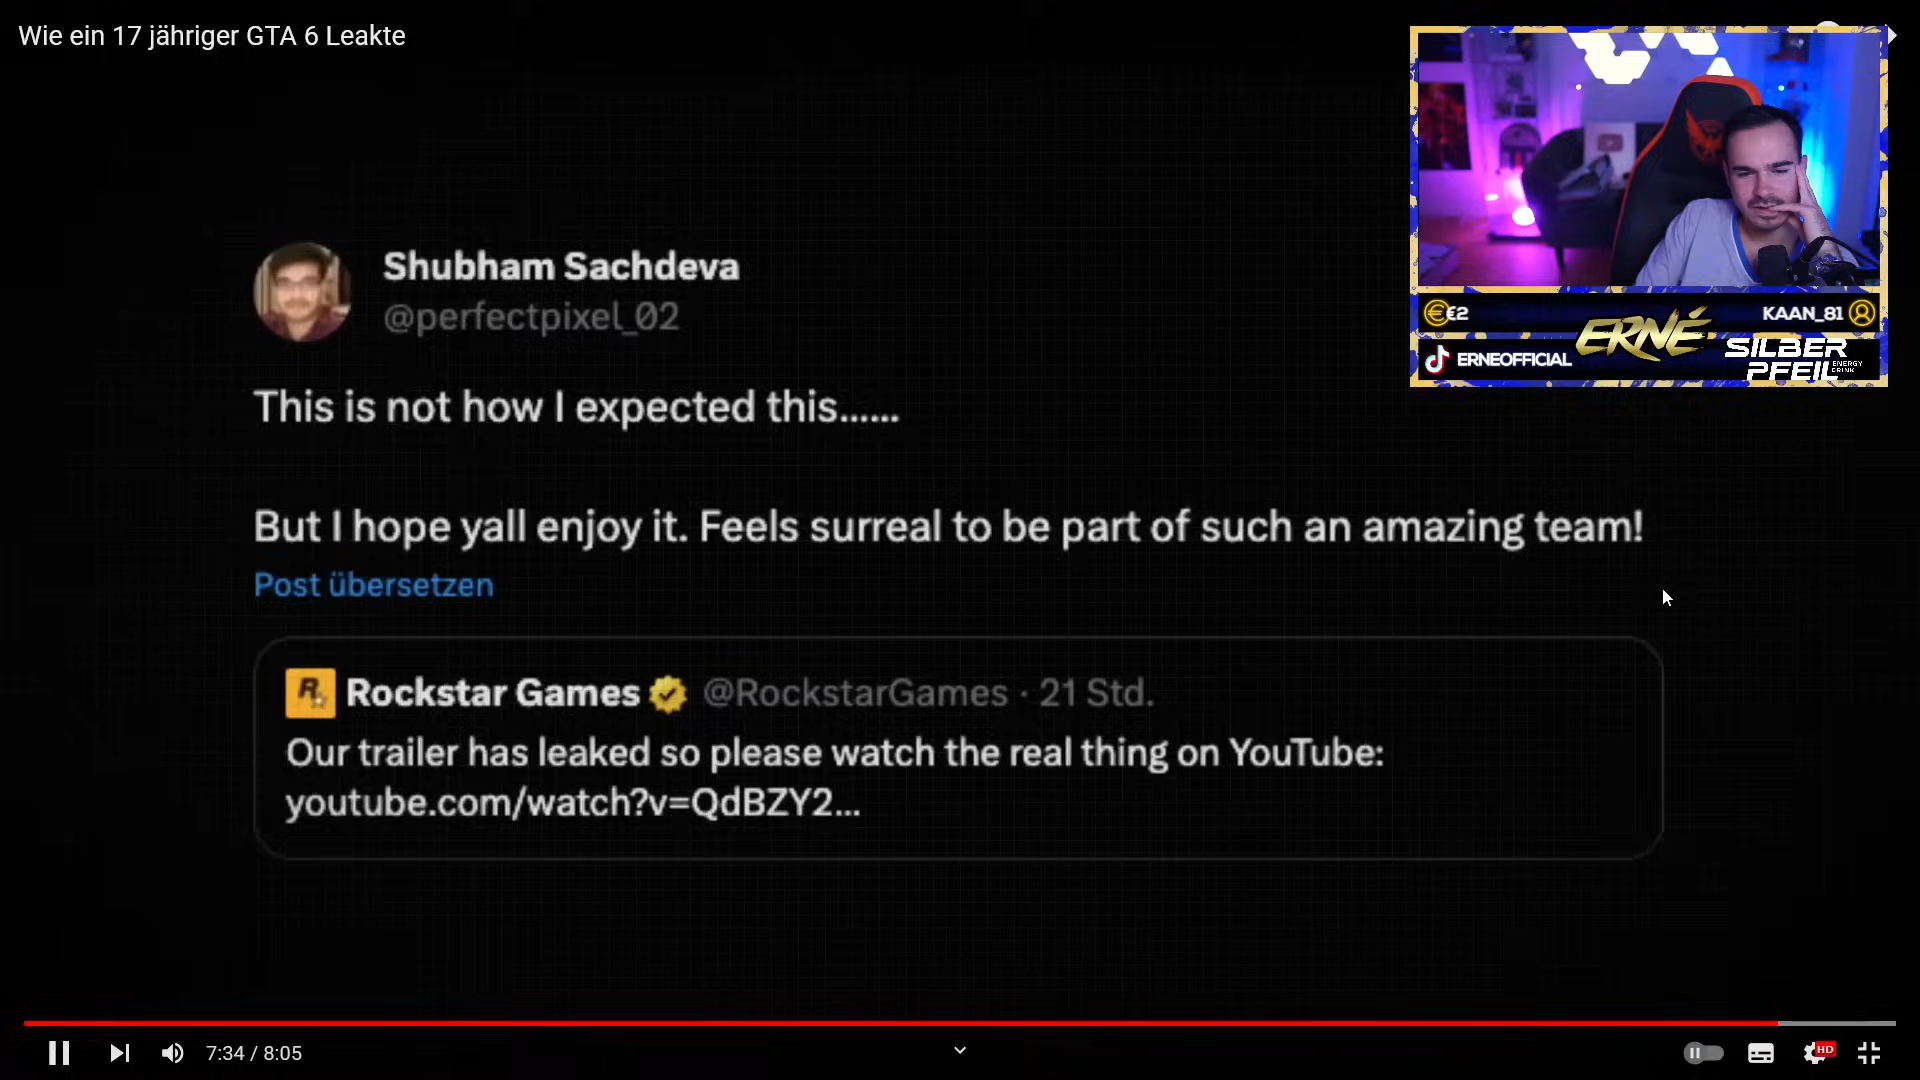 Wie ein 17 jähriger GTA 6 Leakte
€2
KAAN_81
ERNÉ
ERNEOFFICIAL
SILBER
PFEIL
ENERGY
DRINK
Shubham Sachdeva
@perfectpixel_02
This is not how I expected this......
But I hope yall enjoy it. Feels surreal to be part of such an amazing team!
Post übersetzen
Rockstar Games @RockstarGames · 21 Std.
Our trailer has leaked so please watch the real thing on YouTube:
youtube.com/watch?v=QdBZY2...
7:34 / 8:05
HD